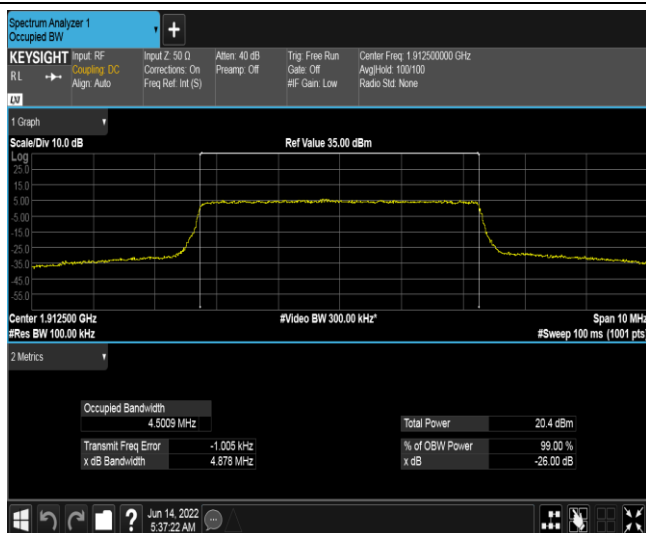 Spectrum Analyzer 1
Occupied BW
+
KEYSIGHT
RL
LXI
Input: RF
Coupling: DC
Align: Auto
Input Z: 50 Ω
Corrections: On
Freq Ref: Int (S)
Atten: 40 dB
Preamp: Off
Trig: Free Run
Gate: Off
#IF Gain: Low
Center Freq: 1.912500000 GHz
Avg|Hold: 100/100
Radio Std: None
1 Graph
Scale/Div 10.0 dB
Ref Value 35.00 dBm
Log
25.0
15.0
5.00
-5.00
-15.0
-25.0
-35.0
-45.0
-55.0
Center 1.912500 GHz
#Video BW 300.00 kHz*
Span 10 MHz
#Res BW 100.00 kHz
#Sweep 100 ms (1001 pts)
2 Metrics
Occupied Bandwidth
4.5009 MHz
Total Power 20.4 dBm
Transmit Freq Error -1.005 kHz
% of OBW Power 99.00 %
x dB Bandwidth 4.878 MHz
x dB -26.00 dB
?
Jun 14, 2022
5:37:22 AM